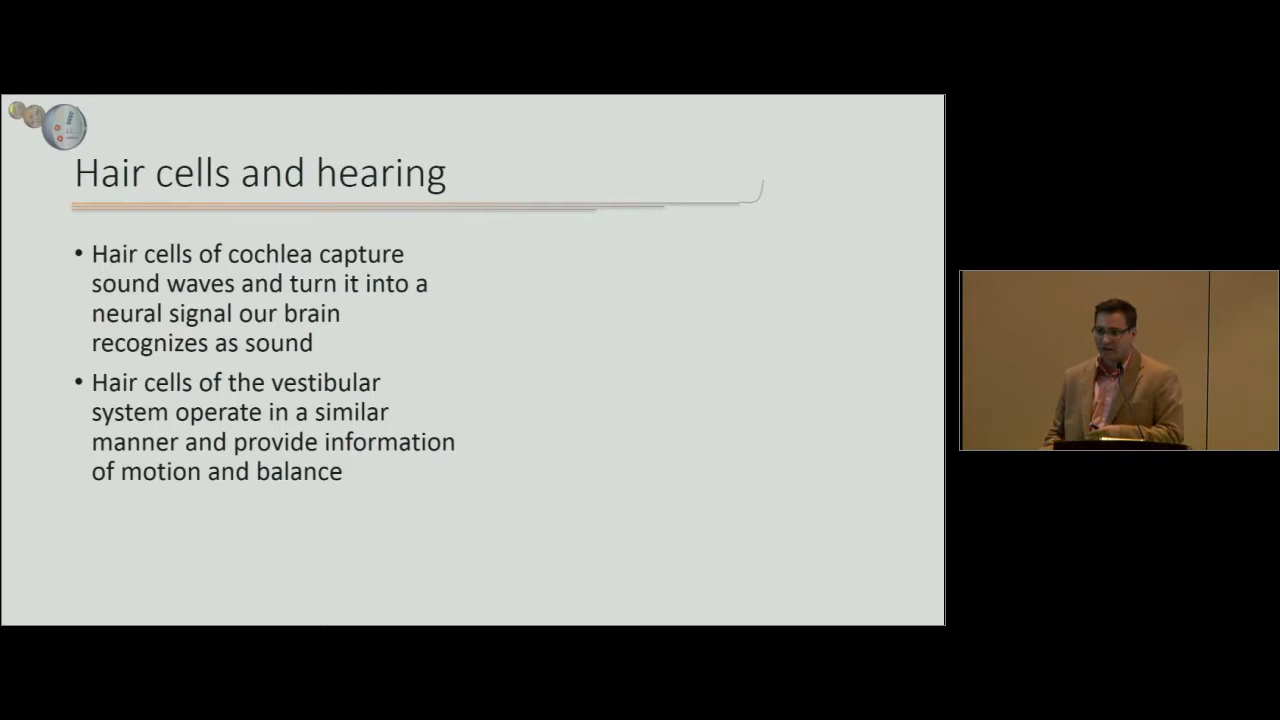 Hair cells and hearing
• Hair cells of cochlea capture
sound waves and turn it into a
neural signal our brain
recognizes as sound
• Hair cells of the vestibular
system operate in a similar
manner and provide information
of motion and balance